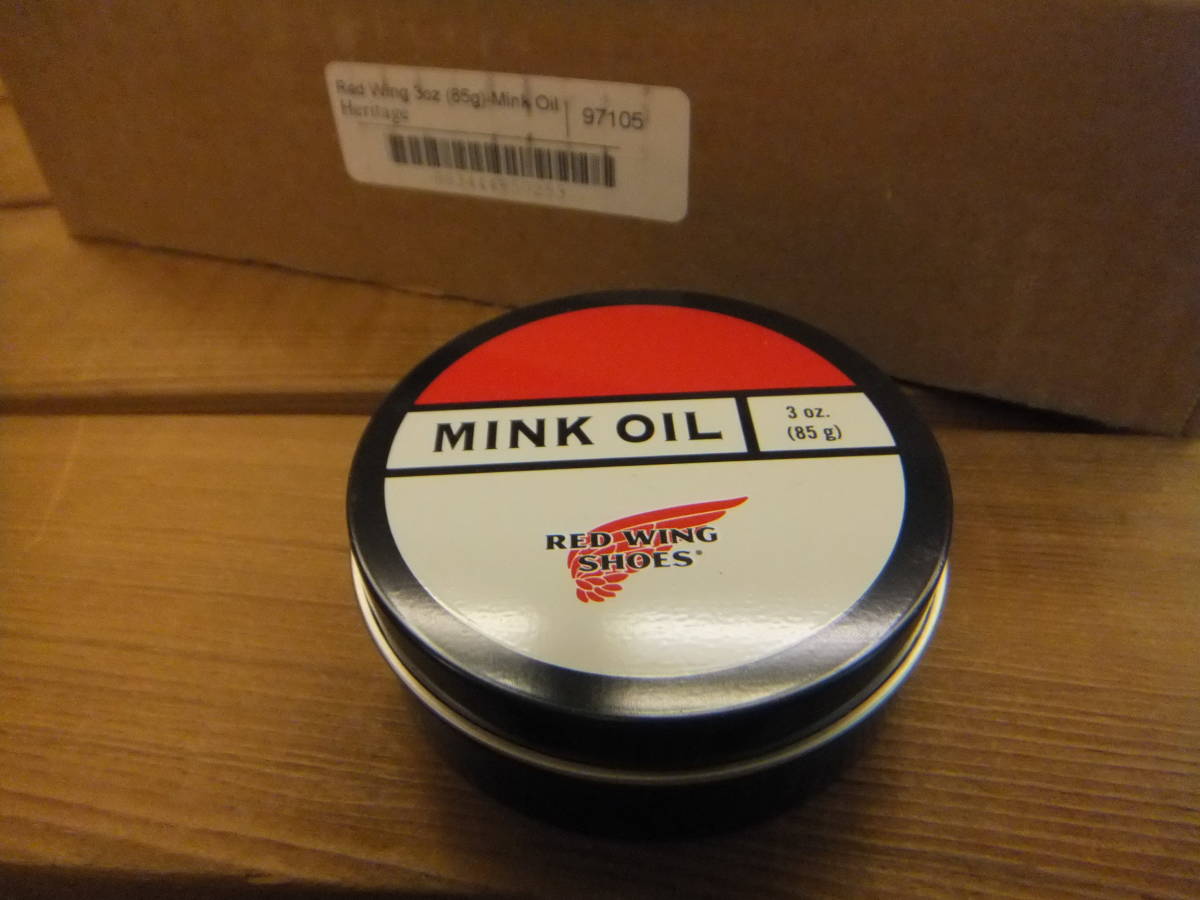 Red Wing 3oz (85g)-Mink Oil
Heritage
97105
MINK OIL
3 oz.
(85 g)
RED WING
SHOES®